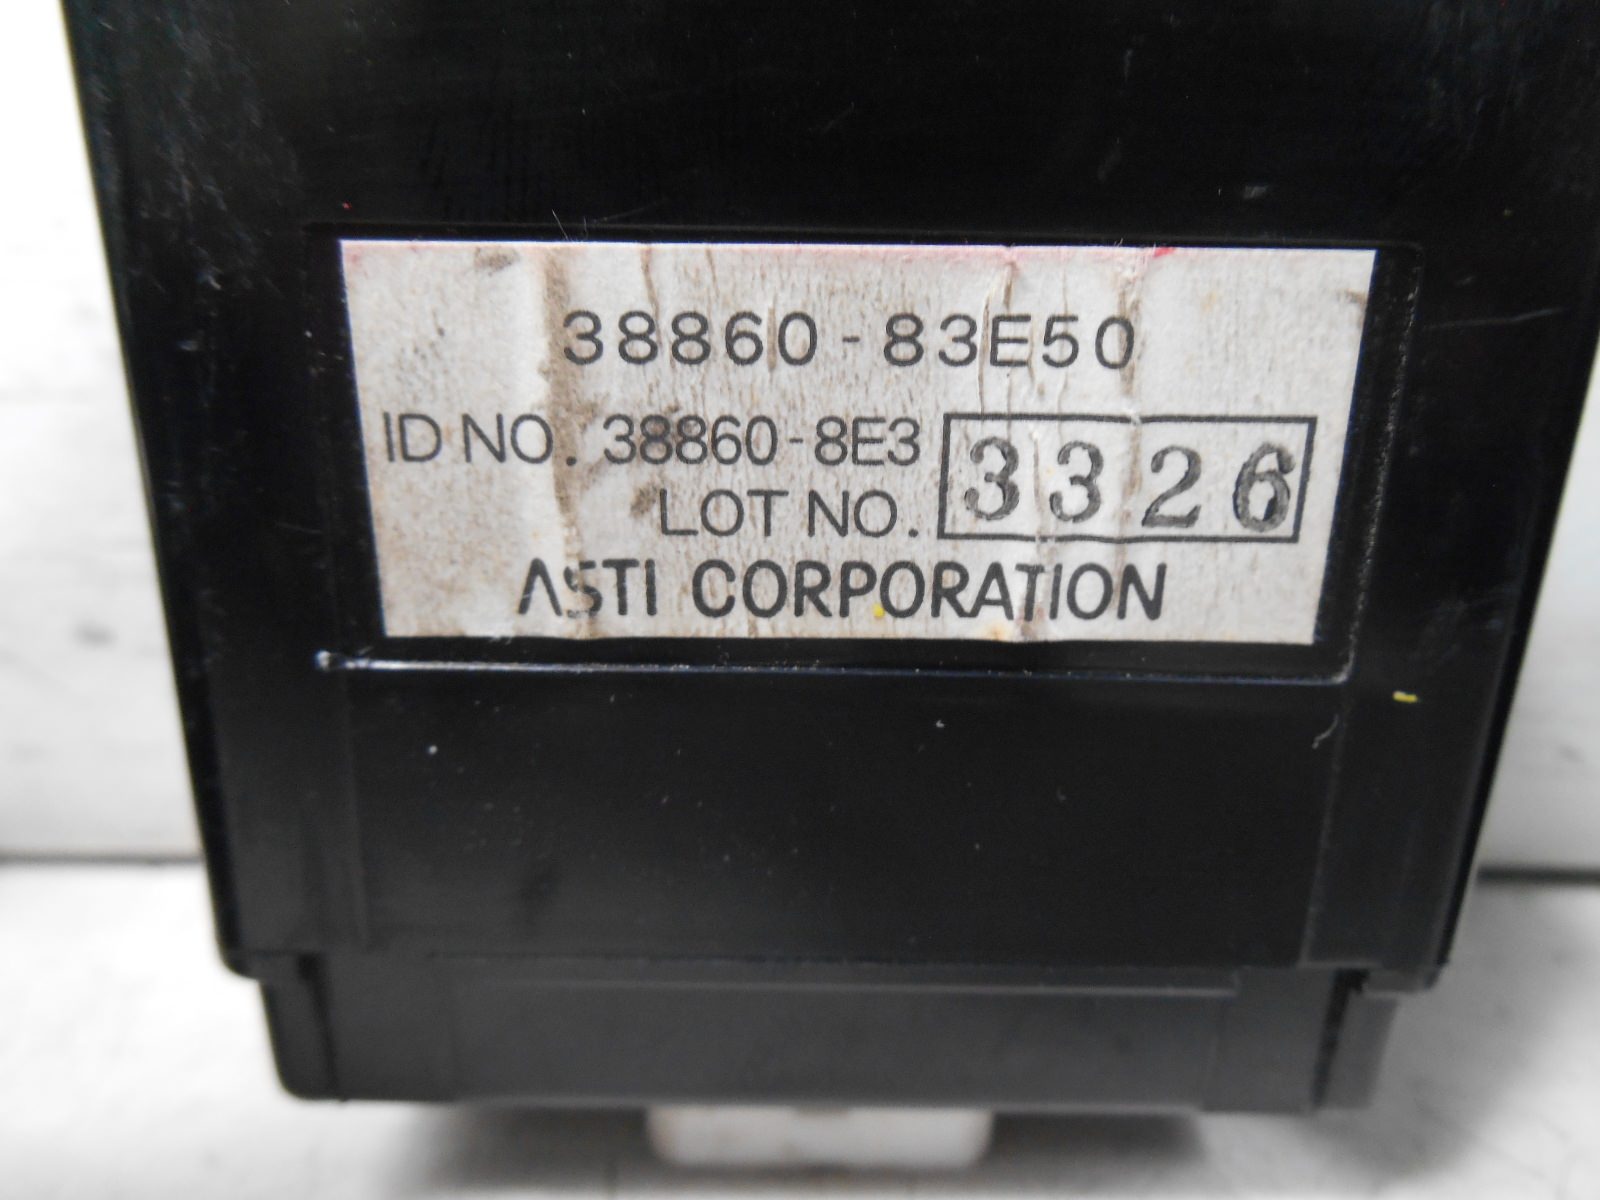 38860-83E50
ID NO. 38860-8E3
LOT NO. 3326
ASTI CORPORATION